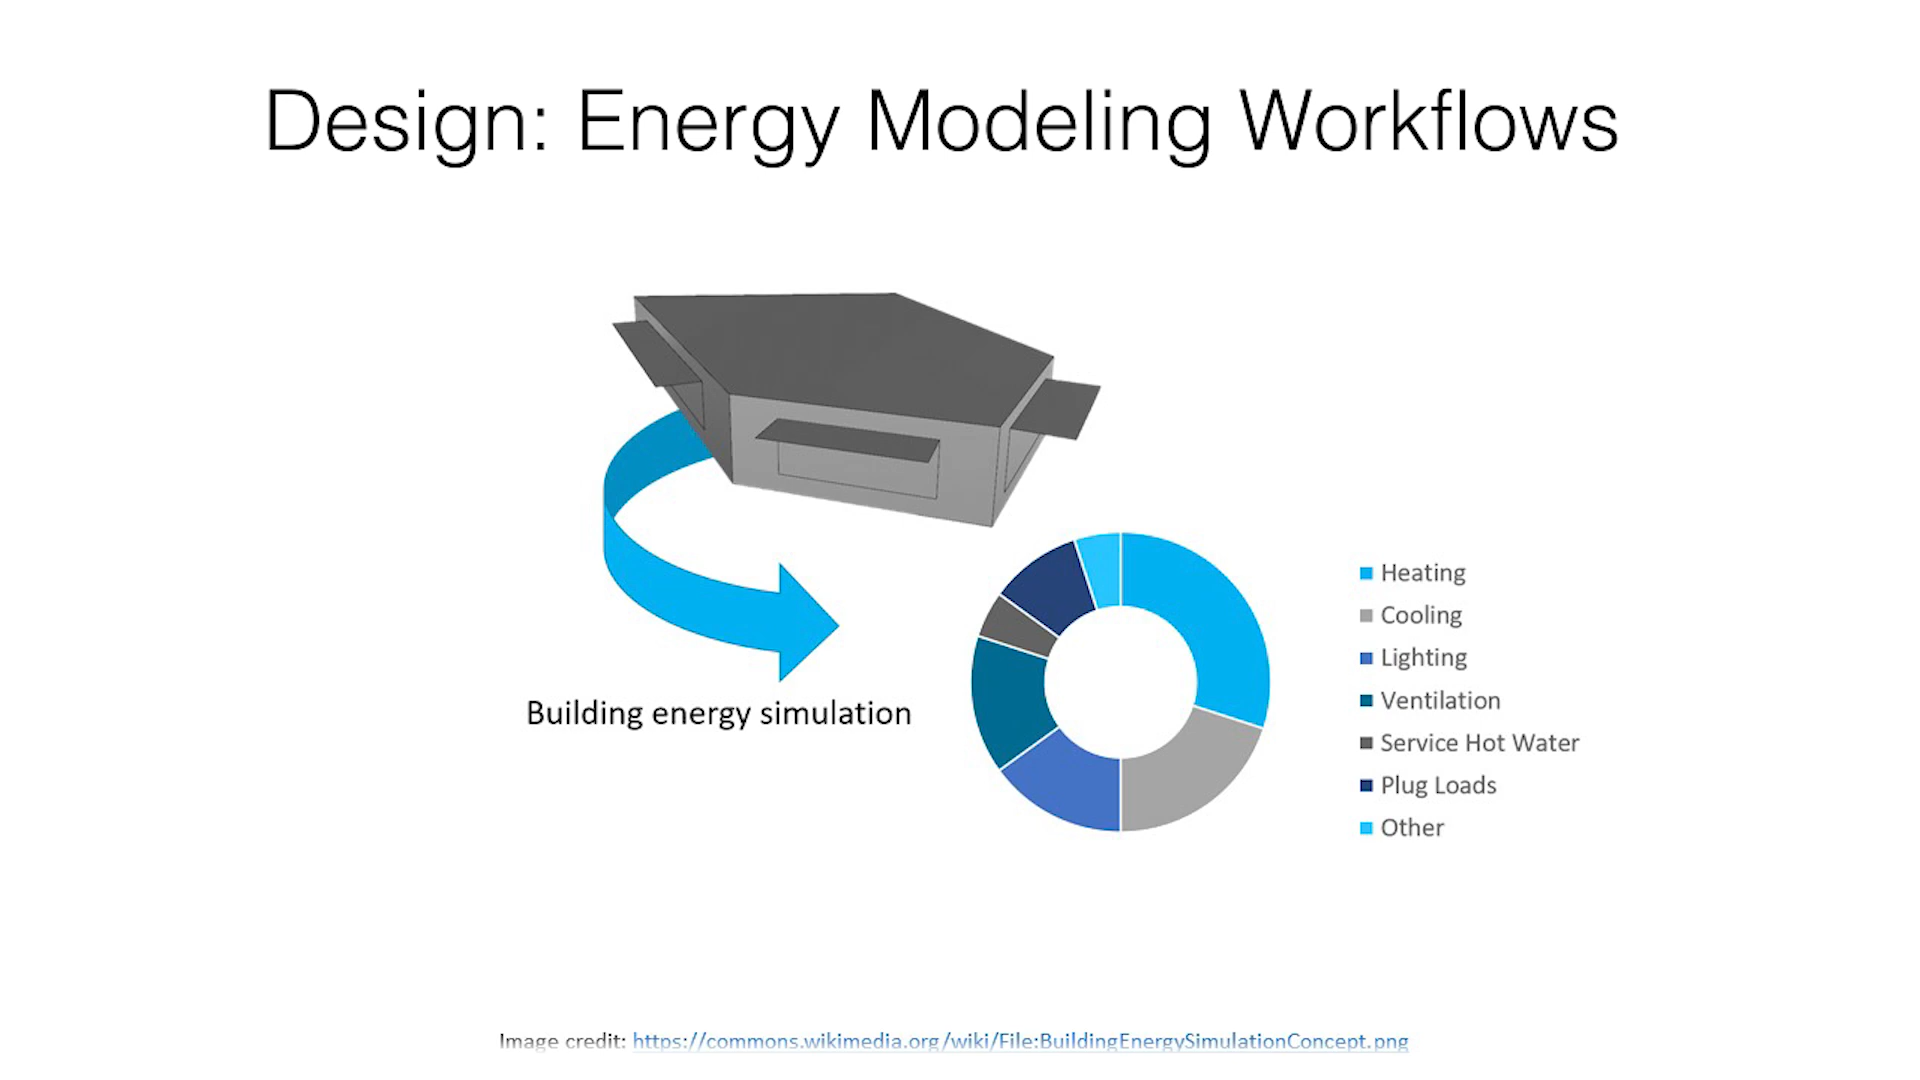 Design: Energy Modeling Workflows
Building energy simulation
Heating
Cooling
Lighting
Ventilation
Service Hot Water
Plug Loads
Other
Image credit: https://commons.wikimedia.org/wiki/File:BuildingEnergySimulationConcept.png